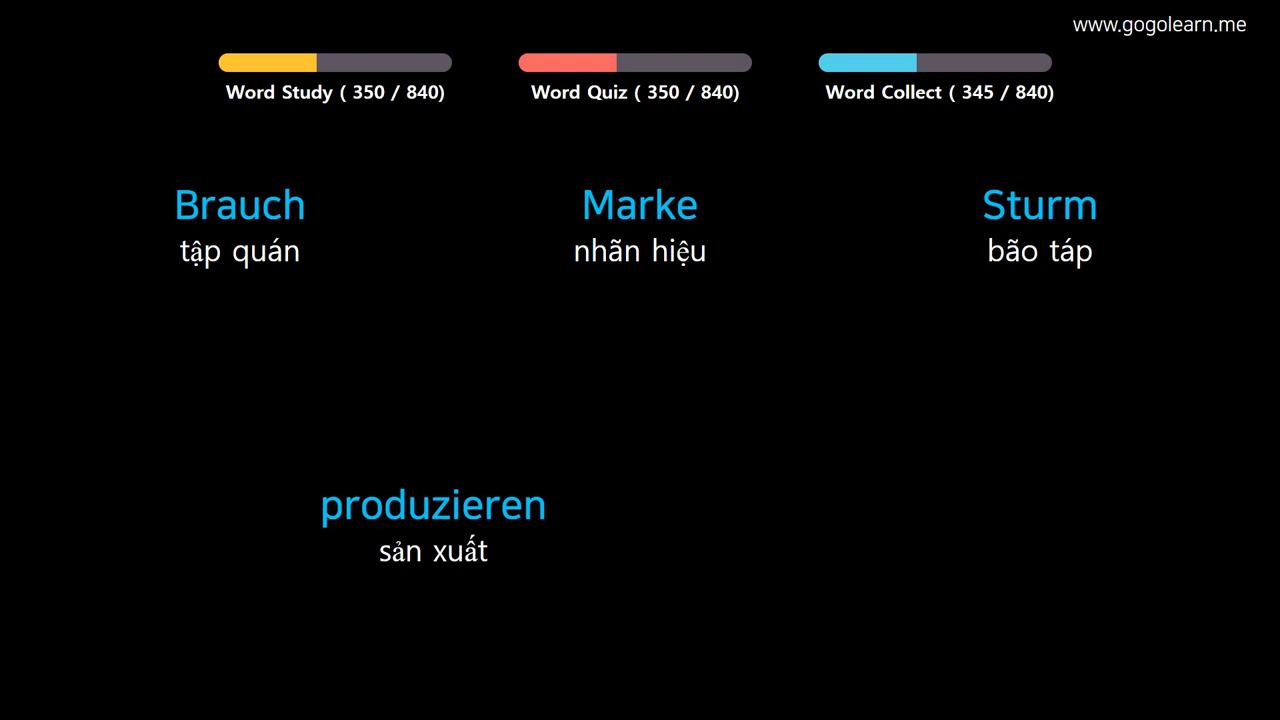 www.gogolearn.me
Word Study ( 350 / 840)
Word Quiz ( 350 / 840)
Word Collect ( 345 / 840)
Brauch
tập quán
Marke
nhãn hiệu
Sturm
bão táp
produzieren
sản xuất